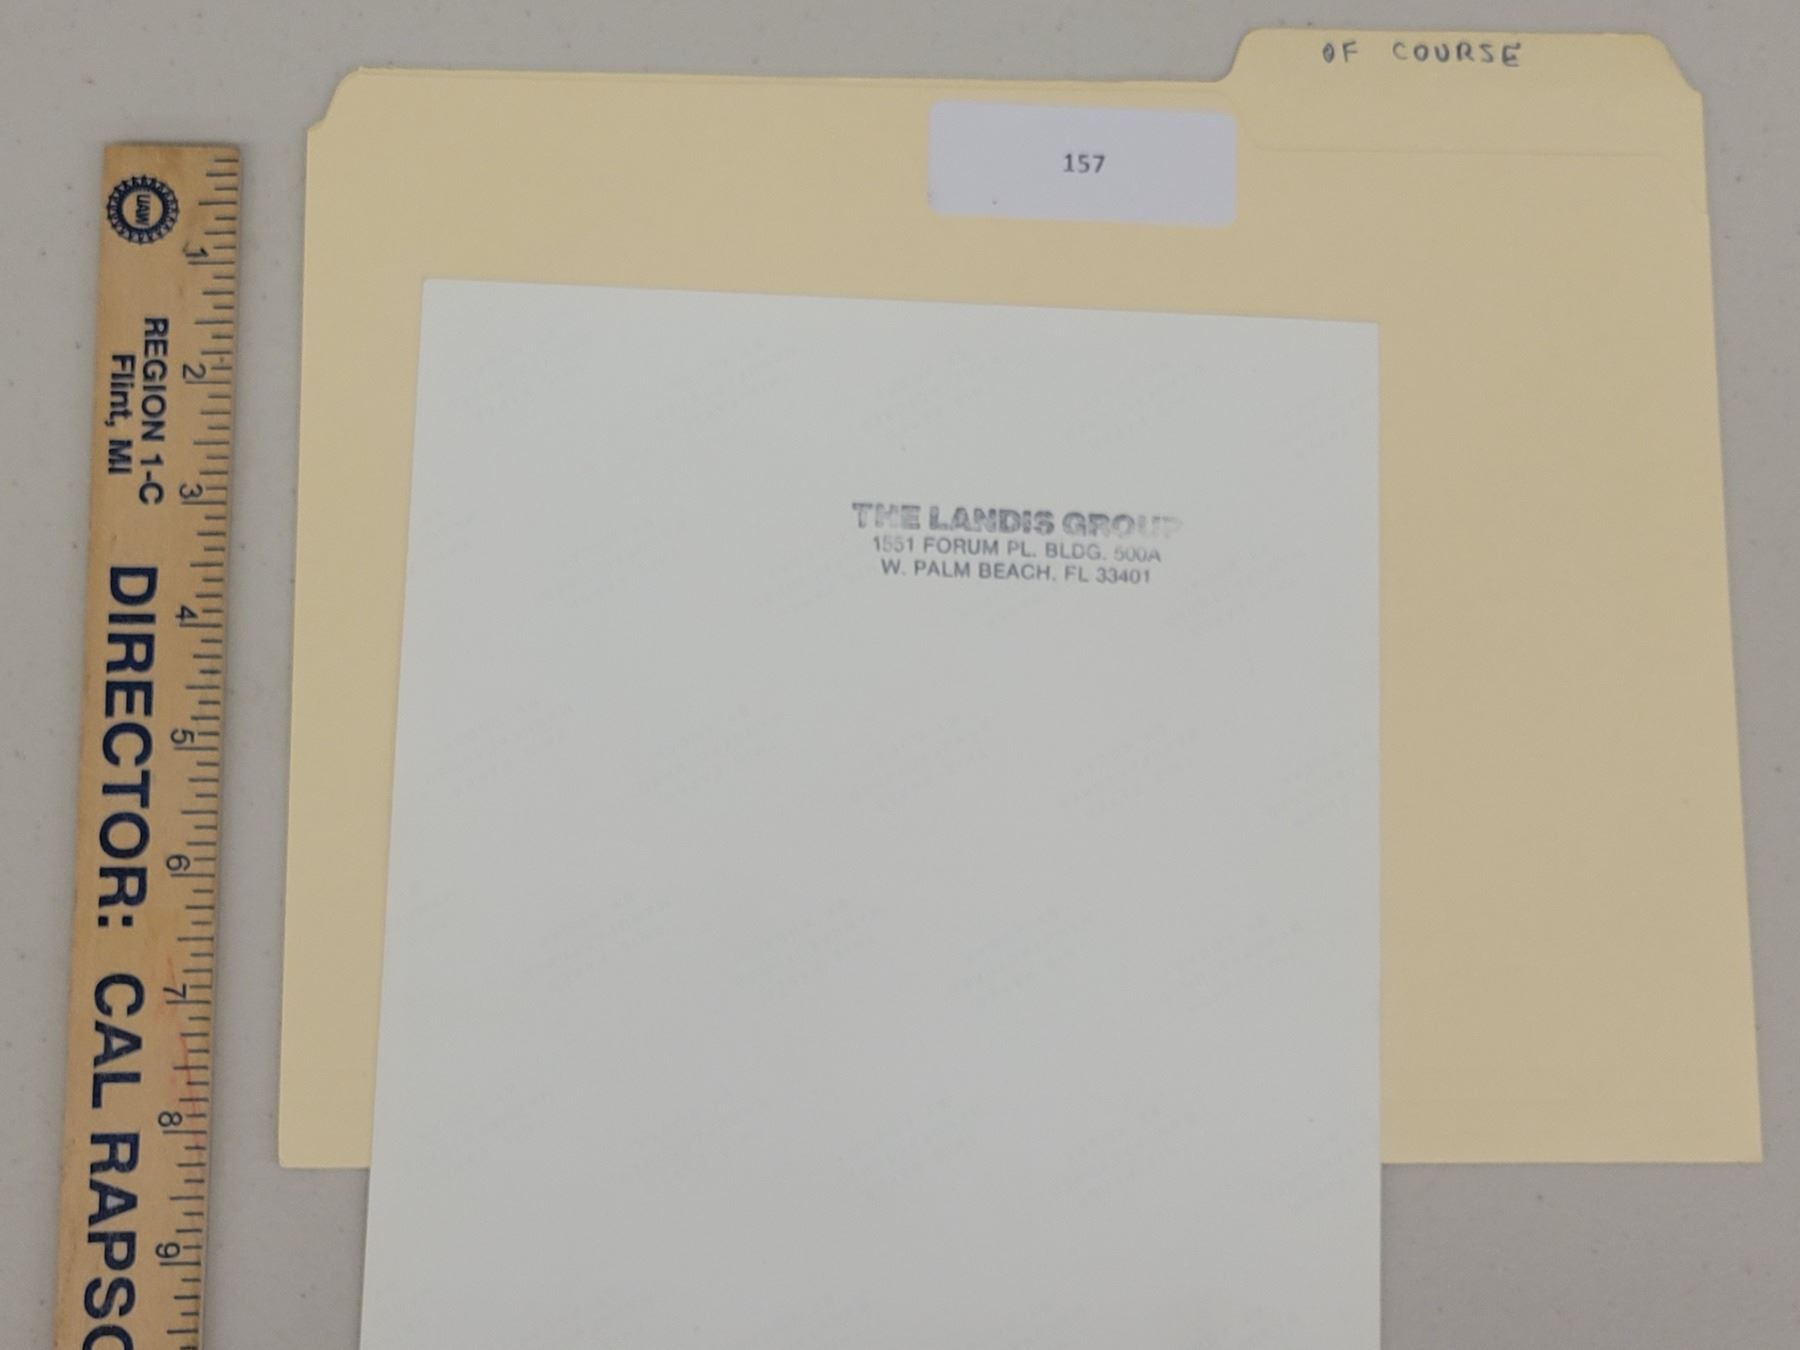 OF COURSE
157
THE LANDIS GROUP
1551 FORUM PL. BLDG. 500A
W. PALM BEACH, FL 33401
UAW
REGION 1-C
Flint, MI
DIRECTOR: CAL
1
2
3
4
5
6
7
8
9